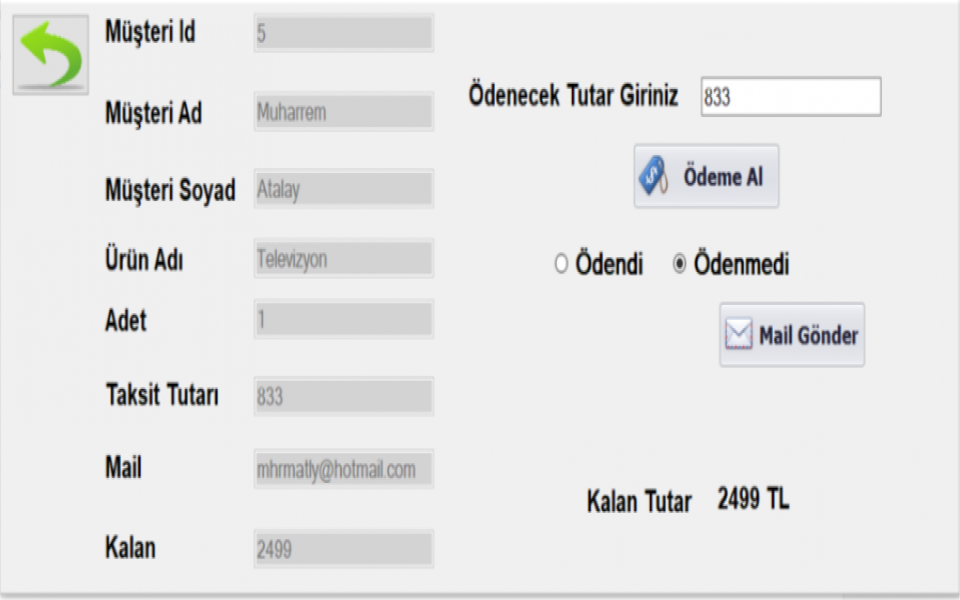 Müşteri Id 5
Müşteri Ad Muharrem
Müşteri Soyad Atalay
Ürün Adı Televizyon
Adet 1
Taksit Tutarı 833
Mail mhrmatly@hotmail.com
Kalan 2499
Ödenecek Tutar Giriniz 833
Ödeme Al
Ödendi Ödenmedi
Mail Gönder
Kalan Tutar 2499 TL